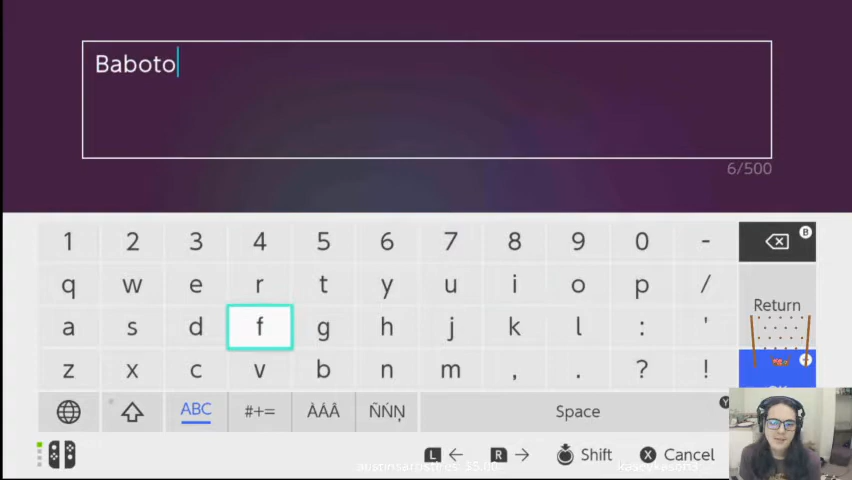 Baboto
6/500
1 2 3 4 5 6 7 8 9 0 -
q w e r t y u i o p /
Return
a s d f g h j k l : '
z x c v b n m , . ? !
ABC #+= ÀÁÂ ÑŃŅ Space
L ← R → Shift X Cancel